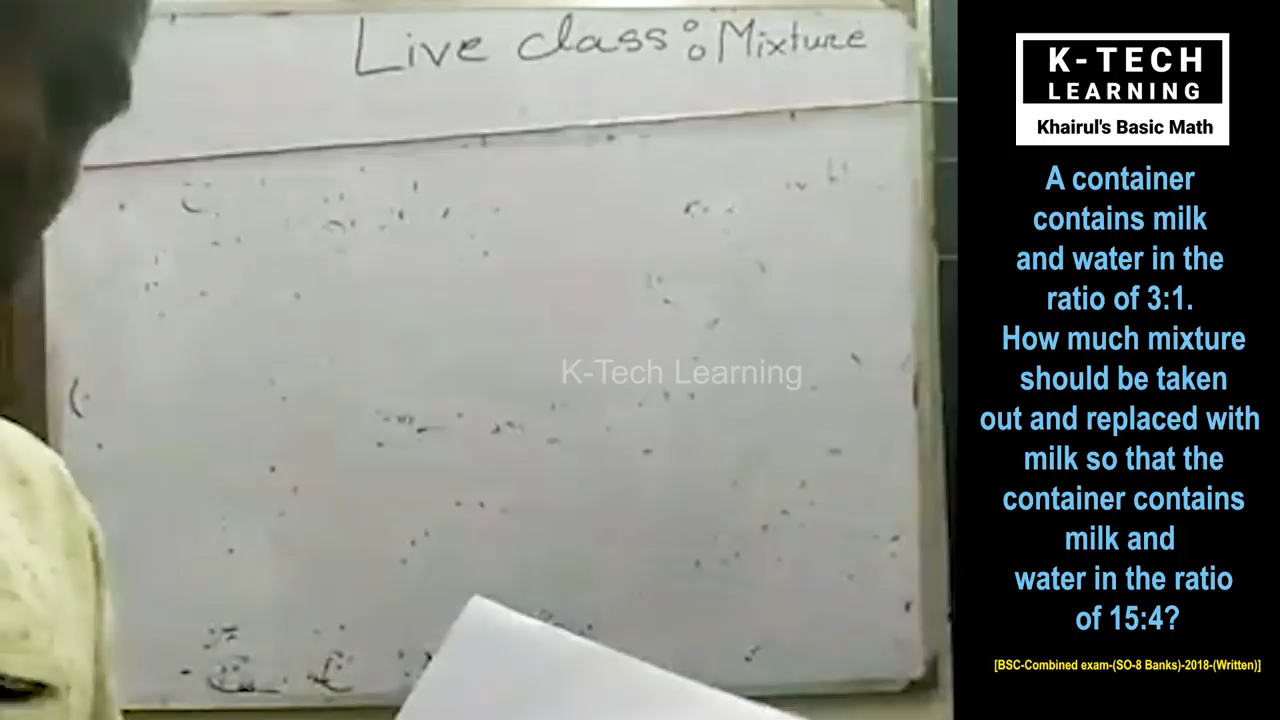 Live class : Mixture
K-TECH
LEARNING
Khairul's Basic Math
A container
contains milk
and water in the
ratio of 3:1.
How much mixture
should be taken
out and replaced with
milk so that the
container contains
milk and
water in the ratio
of 15:4?
[BSC-Combined exam-(SO-8 Banks)-2018-(Written)]
K-Tech Learning